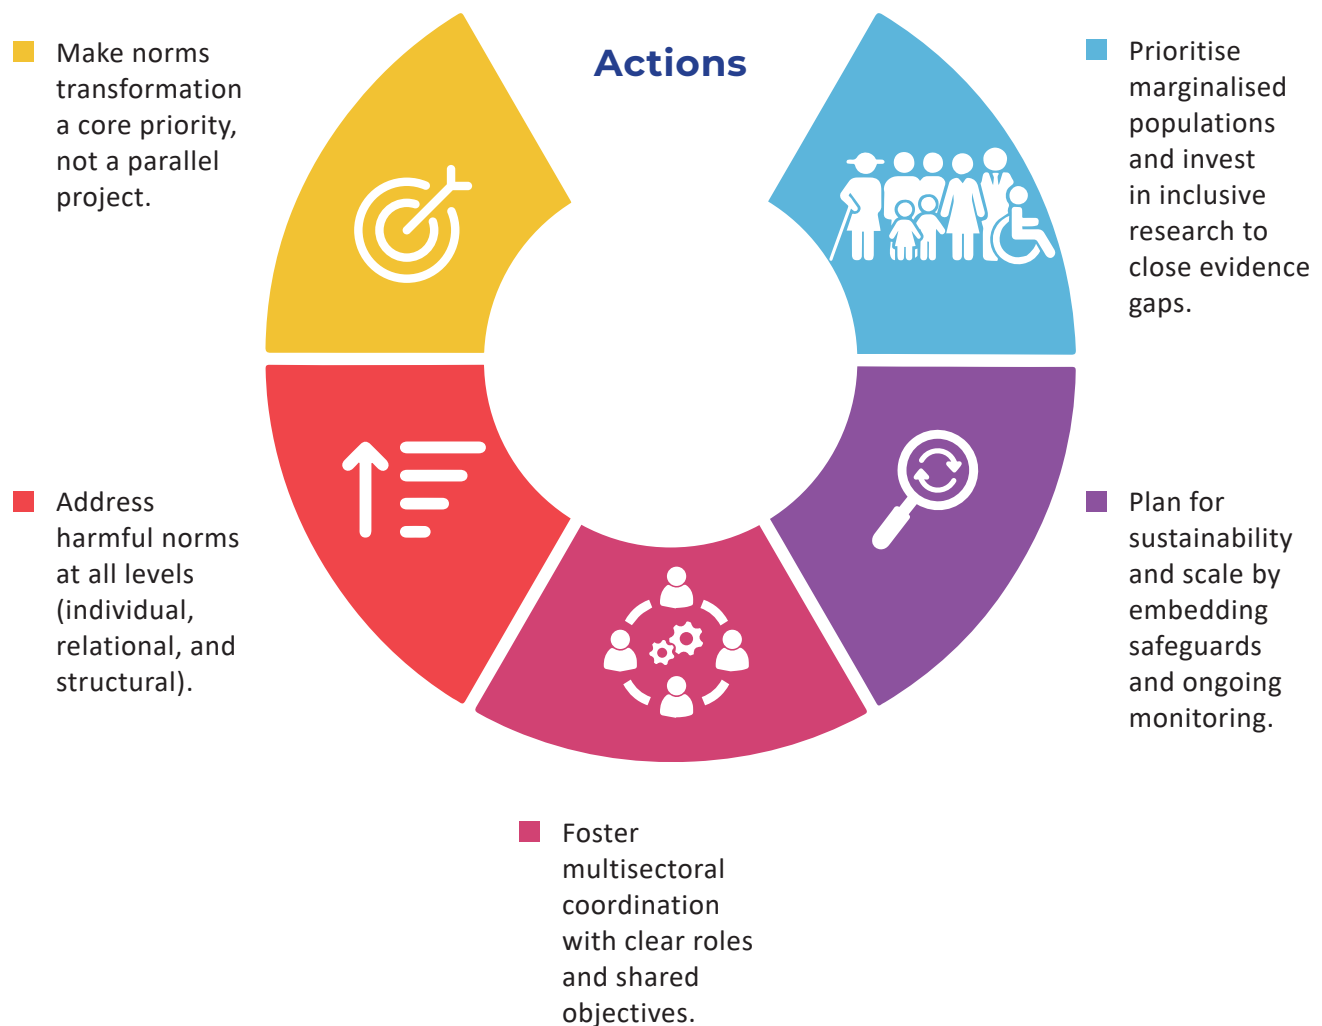 Actions
Make norms
transformation
a core priority,
not a parallel
project.
Address
harmful norms
at all levels
(individual,
relational, and
structural).
Foster
multisectoral
coordination
with clear roles
and shared
objectives.
Plan for
sustainability
and scale by
embedding
safeguards
and ongoing
monitoring.
Prioritise
marginalised
populations
and invest
in inclusive
research to
close evidence
gaps.